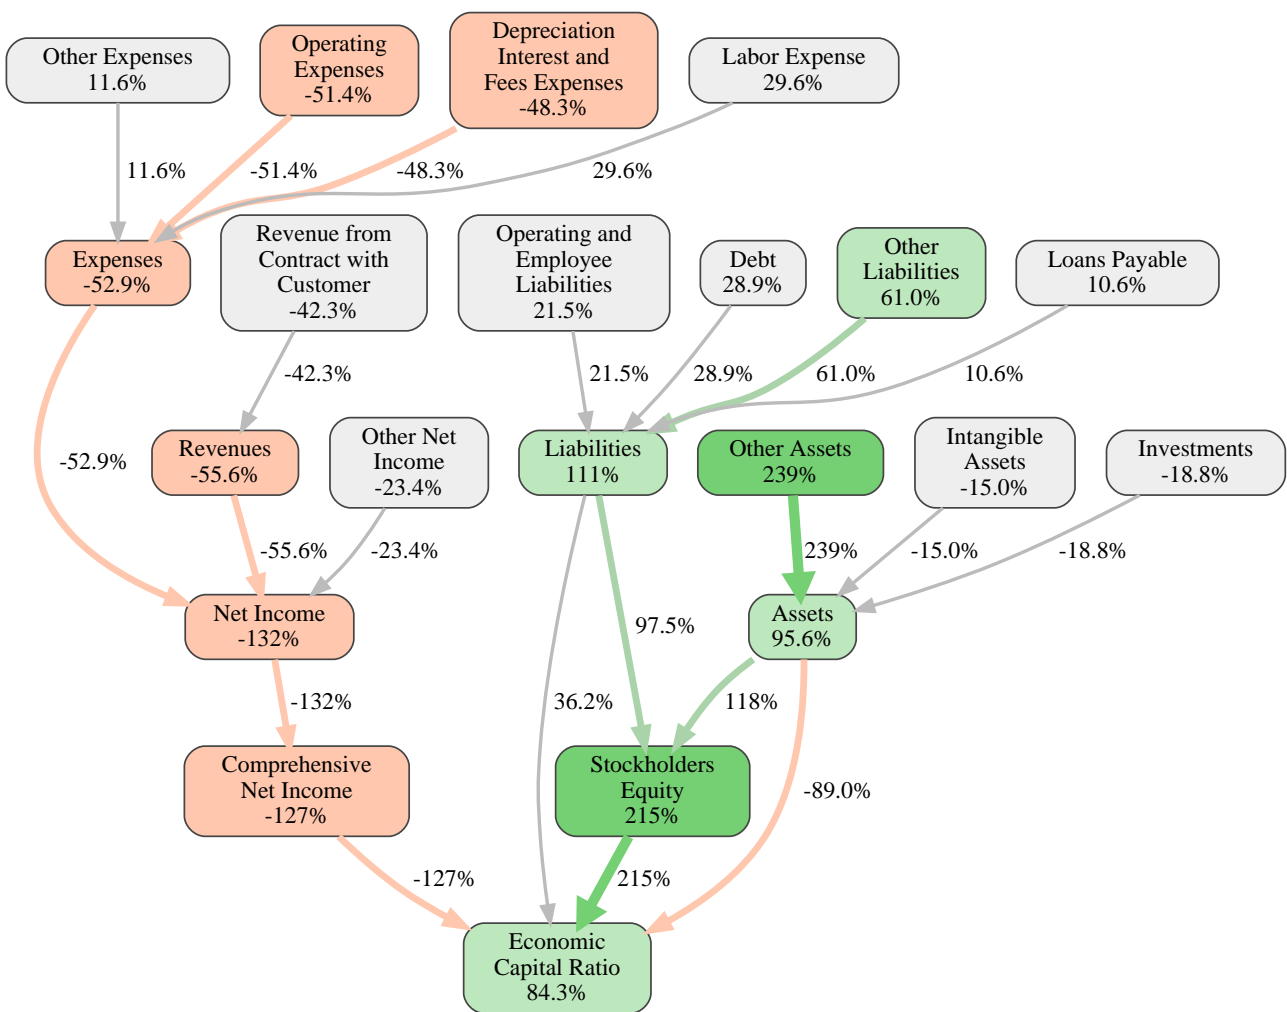 Other Expenses
11.6%
Operating
Expenses
-51.4%
Depreciation
Interest and
Fees Expenses
-48.3%
Labor Expense
29.6%
11.6%
-51.4%
-48.3%
29.6%
Expenses
-52.9%
Revenue from
Contract with
Customer
-42.3%
Operating and
Employee
Liabilities
21.5%
Debt
28.9%
Other
Liabilities
61.0%
Loans Payable
10.6%
-42.3%
21.5%
28.9%
61.0%
10.6%
-52.9%
Revenues
-55.6%
Other Net
Income
-23.4%
Liabilities
111%
Other Assets
239%
Intangible
Assets
-15.0%
Investments
-18.8%
-55.6%
-23.4%
239%
-15.0%
-18.8%
Net Income
-132%
97.5%
Assets
95.6%
-132%
36.2%
118%
Comprehensive
Net Income
-127%
Stockholders
Equity
215%
-89.0%
-127%
215%
Economic
Capital Ratio
84.3%